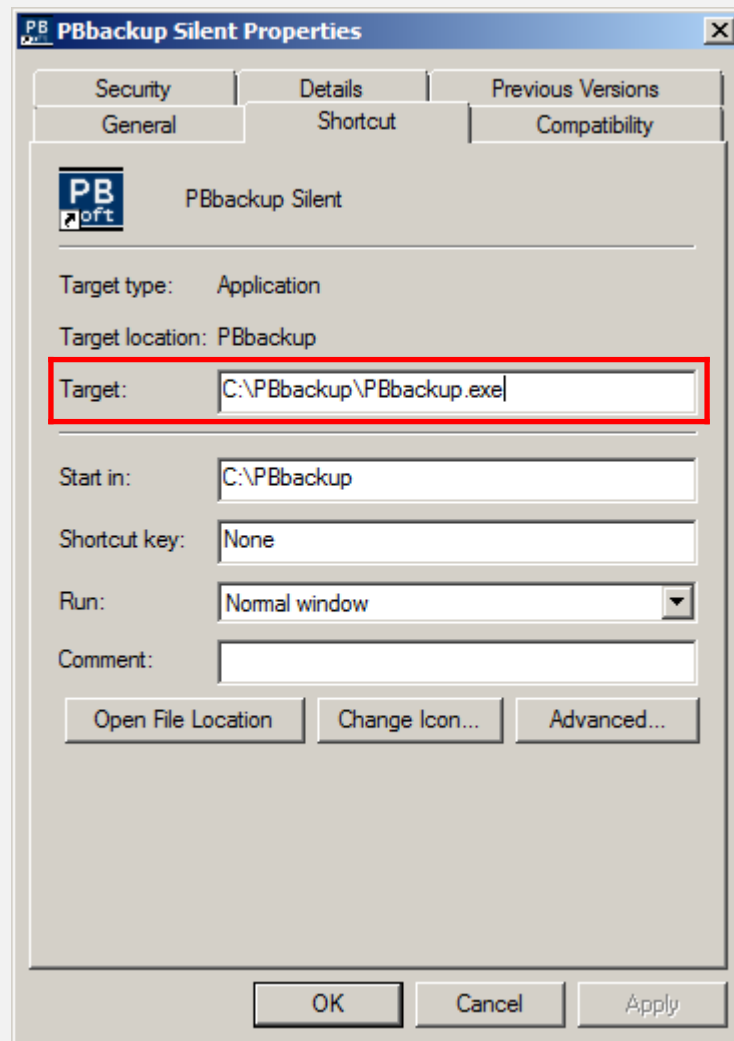 PB soft PBbackup Silent Properties
Security Details Previous Versions
General Shortcut Compatibility
PB
oft
PBbackup Silent
Target type: Application
Target location: PBbackup
Target: C:\PBbackup\PBbackup.exe
Start in: C:\PBbackup
Shortcut key: None
Run: Normal window
Comment:
Open File Location Change Icon... Advanced...
OK Cancel Apply